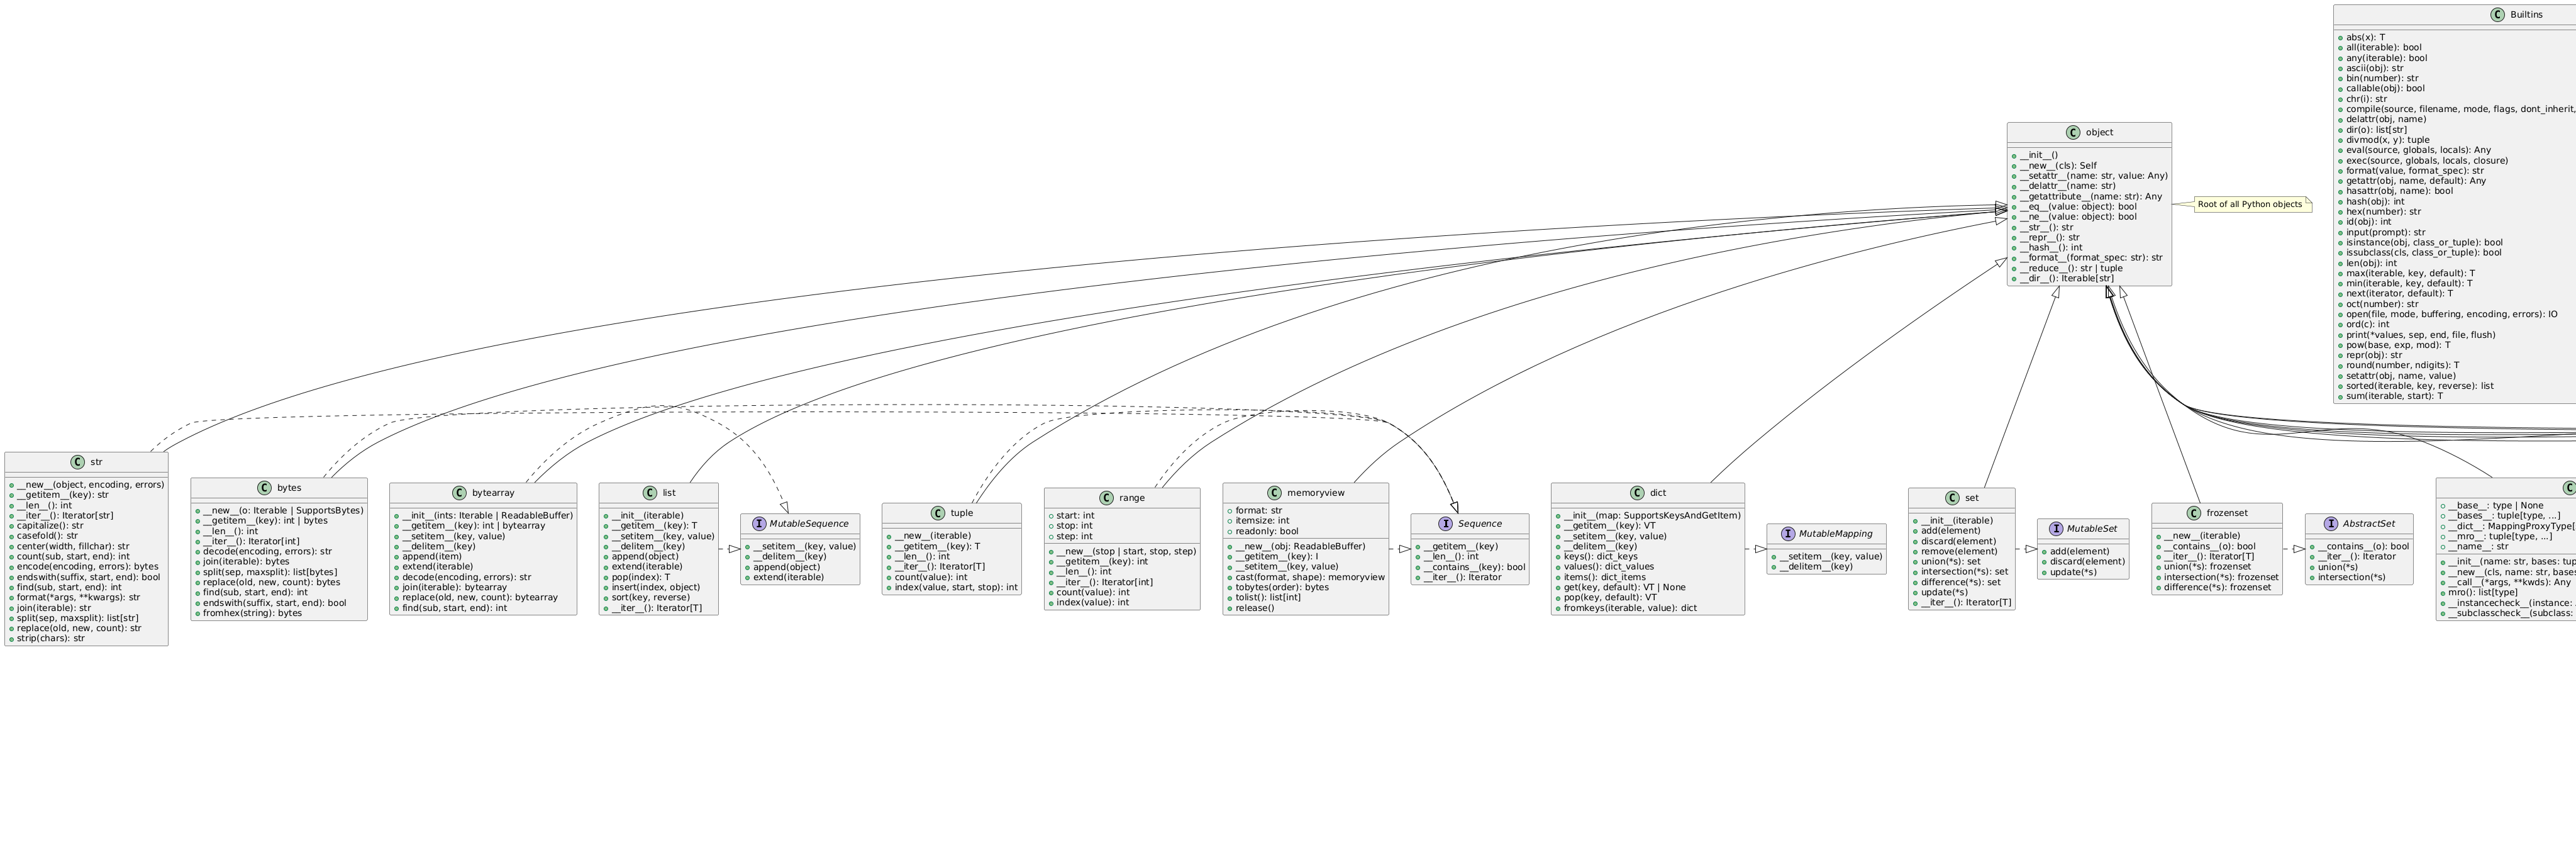 Builtins
abs(x): T
all(iterable): bool
any(iterable): bool
ascii(obj): str
bin(number): str
callable(obj): bool
chr(i): str
compile(source, filename, mode, flags, dont_inherit,
delattr(obj, name)
dir(o): list[str]
divmod(x, y): tuple
eval(source, globals, locals): Any
exec(source, globals, locals, closure)
format(value, format_spec): str
getattr(obj, name, default): Any
hasattr(obj, name): bool
hash(obj): int
hex(number): str
id(obj): int
input(prompt): str
isinstance(obj, class_or_tuple): bool
issubclass(cls, class_or_tuple): bool
len(obj): int
max(iterable, key, default): T
min(iterable, key, default): T
next(iterator, default): T
oct(number): str
open(file, mode, buffering, encoding, errors): IO
ord(c): int
print(*values, sep, end, file, flush)
pow(base, exp, mod): T
repr(obj): str
round(number, ndigits): T
setattr(obj, name, value)
sorted(iterable, key, reverse): list
sum(iterable, start): T
object
__init__()
__new__(cls): Self
__setattr__(name: str, value: Any)
__delattr__(name: str)
__getattribute__(name: str): Any
__eq__(value: object): bool
__ne__(value: object): bool
__str__(): str
__repr__(): str
__hash__(): int
__format__(format_spec: str): str
__reduce__(): str | tuple
__dir__(): Iterable[str]
Root of all Python objects
str
__new__(object, encoding, errors)
__getitem__(key): str
__len__(): int
__iter__(): Iterator[str]
capitalize(): str
casefold(): str
center(width, fillchar): str
count(sub, start, end): int
encode(encoding, errors): bytes
endswith(suffix, start, end): bool
find(sub, start, end): int
format(*args, **kwargs): str
join(iterable): str
split(sep, maxsplit): list[str]
replace(old, new, count): str
strip(chars): str
bytes
__new__(o: Iterable | SupportsBytes)
__getitem__(key): int | bytes
__len__(): int
__iter__(): Iterator[int]
decode(encoding, errors): str
join(iterable): bytes
split(sep, maxsplit): list[bytes]
replace(old, new, count): bytes
find(sub, start, end): int
endswith(suffix, start, end): bool
fromhex(string): bytes
bytearray
__init__(ints: Iterable | ReadableBuffer)
__getitem__(key): int | bytearray
__setitem__(key, value)
__delitem__(key)
append(item)
extend(iterable)
decode(encoding, errors): str
join(iterable): bytearray
replace(old, new, count): bytearray
find(sub, start, end): int
list
__init__(iterable)
__getitem__(key): T
__setitem__(key, value)
__delitem__(key)
append(object)
extend(iterable)
pop(index): T
insert(index, object)
sort(key, reverse)
__iter__(): Iterator[T]
MutableSequence
__setitem__(key, value)
__delitem__(key)
append(object)
extend(iterable)
tuple
__new__(iterable)
__getitem__(key): T
__len__(): int
__iter__(): Iterator[T]
count(value): int
index(value, start, stop): int
range
start: int
stop: int
step: int
__new__(stop | start, stop, step)
__getitem__(key): int
__len__(): int
__iter__(): Iterator[int]
count(value): int
index(value): int
memoryview
format: str
itemsize: int
readonly: bool
__new__(obj: ReadableBuffer)
__getitem__(key): I
__setitem__(key, value)
cast(format, shape): memoryview
tobytes(order): bytes
tolist(): list[int]
release()
Sequence
__getitem__(key)
__len__(): int
__contains__(key): bool
__iter__(): Iterator
dict
__init__(map: SupportsKeysAndGetItem)
__getitem__(key): VT
__setitem__(key, value)
__delitem__(key)
keys(): dict_keys
values(): dict_values
items(): dict_items
get(key, default): VT | None
pop(key, default): VT
fromkeys(iterable, value): dict
MutableMapping
__setitem__(key, value)
__delitem__(key)
set
__init__(iterable)
add(element)
discard(element)
remove(element)
union(*s): set
intersection(*s): set
difference(*s): set
update(*s)
__iter__(): Iterator[T]
MutableSet
add(element)
discard(element)
update(*s)
frozenset
__new__(iterable)
__contains__(o): bool
__iter__(): Iterator[T]
union(*s): frozenset
intersection(*s): frozenset
difference(*s): frozenset
AbstractSet
__contains__(o): bool
__iter__(): Iterator
union(*s)
intersection(*s)
__base__: type | None
__bases__: tuple[type, ...]
__dict__: MappingProxyType[
__mro__: tuple[type, ...]
__name__: str
__init__(name: str, bases: tup
__new__(cls, name: str, bases
__call__(*args, **kwds): Any
mro(): list[type]
__instancecheck__(instance:
__subclasscheck__(subclass: